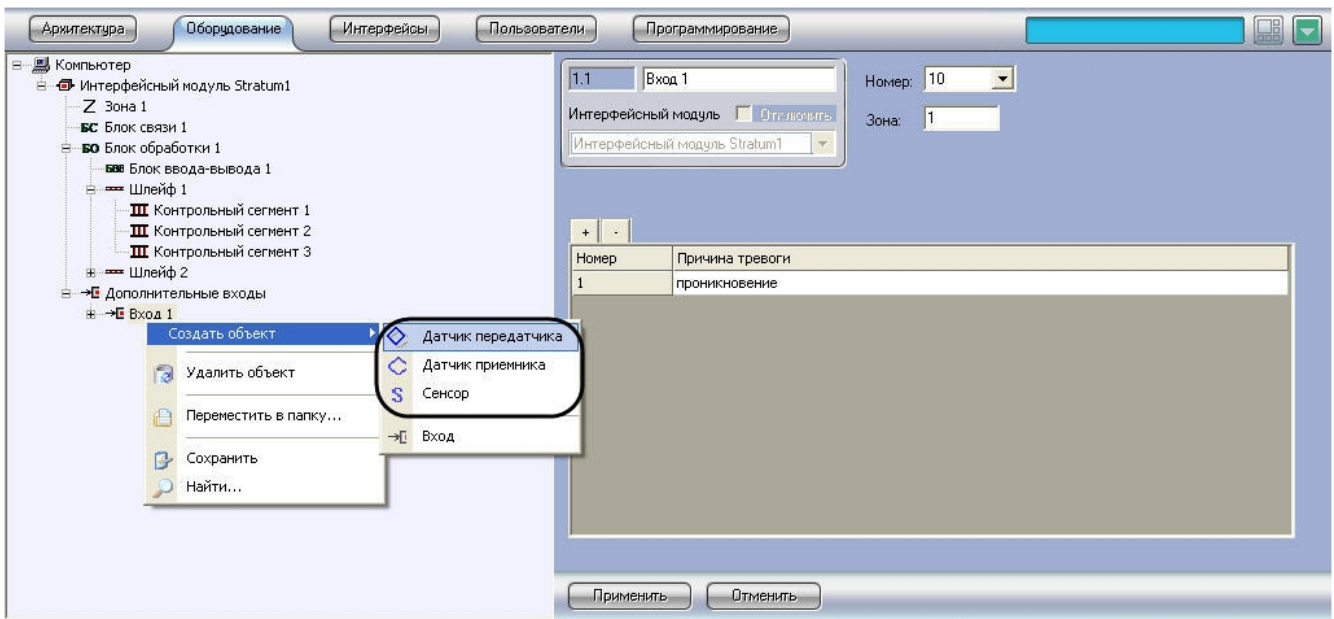 Архитектура Оборудование Интерфейсы Пользователи Программирование
Компьютер
Интерфейсный модуль Stratum1
Z Зона 1
БС Блок связи 1
БО Блок обработки 1
БВВ Блок ввода-вывода 1
Шлейф 1
Контрольный сегмент 1
Контрольный сегмент 2
Контрольный сегмент 3
Шлейф 2
Дополнительные входы
Вход 1
Создать объект
Удалить объект
Переместить в папку...
Сохранить
Найти...
Датчик передатчика
Датчик приемника
S Сенсор
Вход
1.1 Вход 1
Интерфейсный модуль Отключить
Интерфейсный модуль Stratum1
Номер: 10
Зона: 1
+ -
Номер Причина тревоги
1 проникновение
Применить Отменить